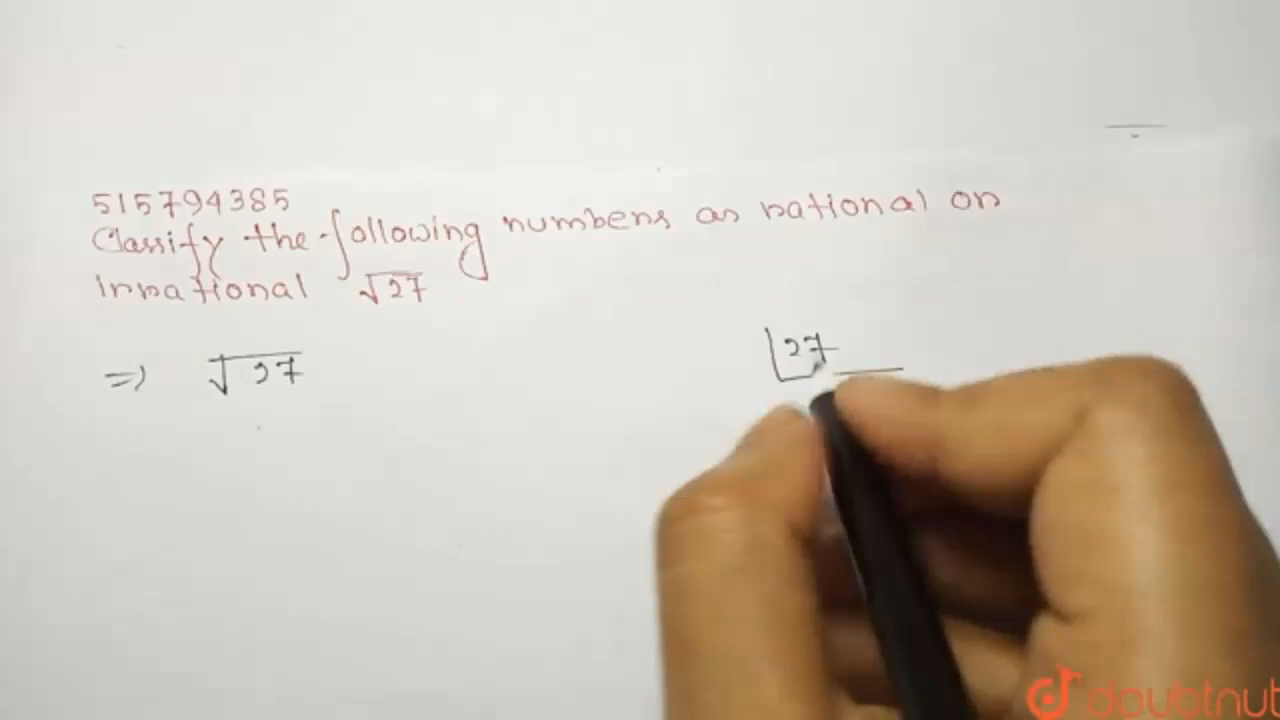 515794385
Classify the following numbers as rational or
irrational √27
⇒ √27
27
doubtnut